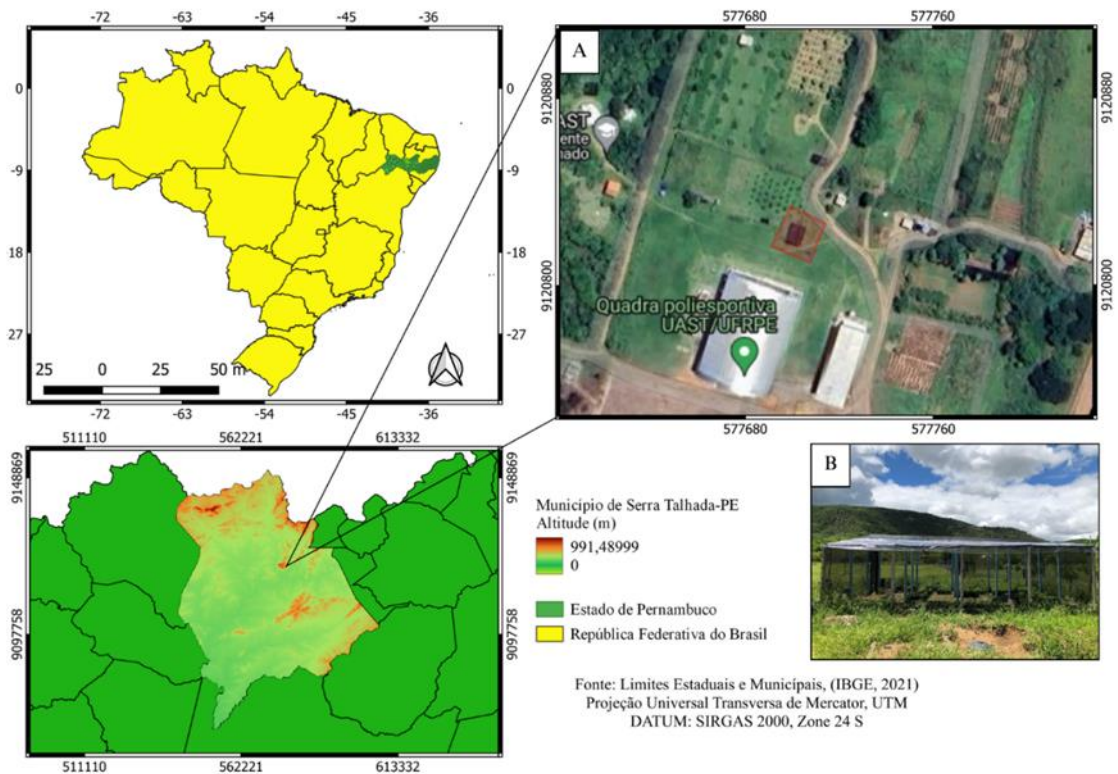 -72 -63 -54 -45 -36
0 0
-9 -9
-18 18
27 -27
25 0 25 50 m
-72 -63 -54 -45 -36
577680 577760
A
9120880 9120880
AST
ente
nado
9120800 9120800
Quadra poliesportiva
UAST/UFRPE
577680 577760
511110 562221 613332
9148869 9148869
9097758 9097758
511110 562221 613332
Município de Serra Talhada-PE
Altitude (m)
991,48999
0
Estado de Pernambuco
República Federativa do Brasil
B
Fonte: Limites Estaduais e Municípais, (IBGE, 2021)
Projeção Universal Transversa de Mercator, UTM
DATUM: SIRGAS 2000, Zone 24 S